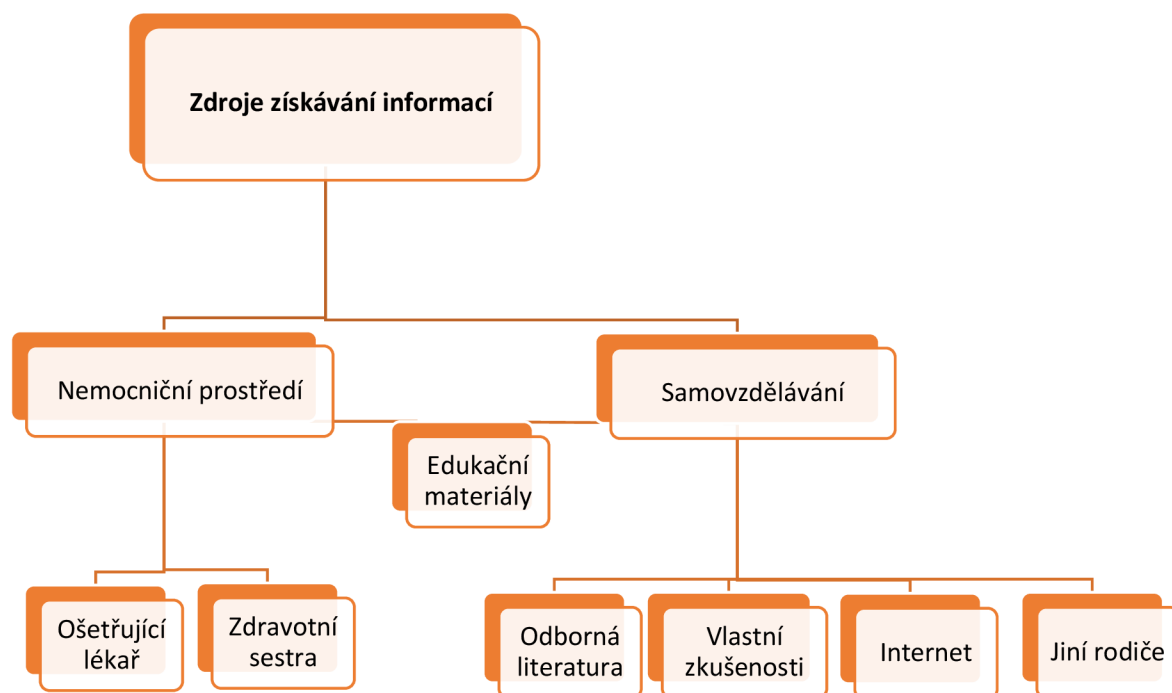 Zdroje získávání informací
Nemocniční prostředí
Samovzdělávání
Edukační
materiály
Ošetřující
lékař
Zdravotní
sestra
Odborná
literatura
Vlastní
zkušenosti
Internet
Jiní rodiče